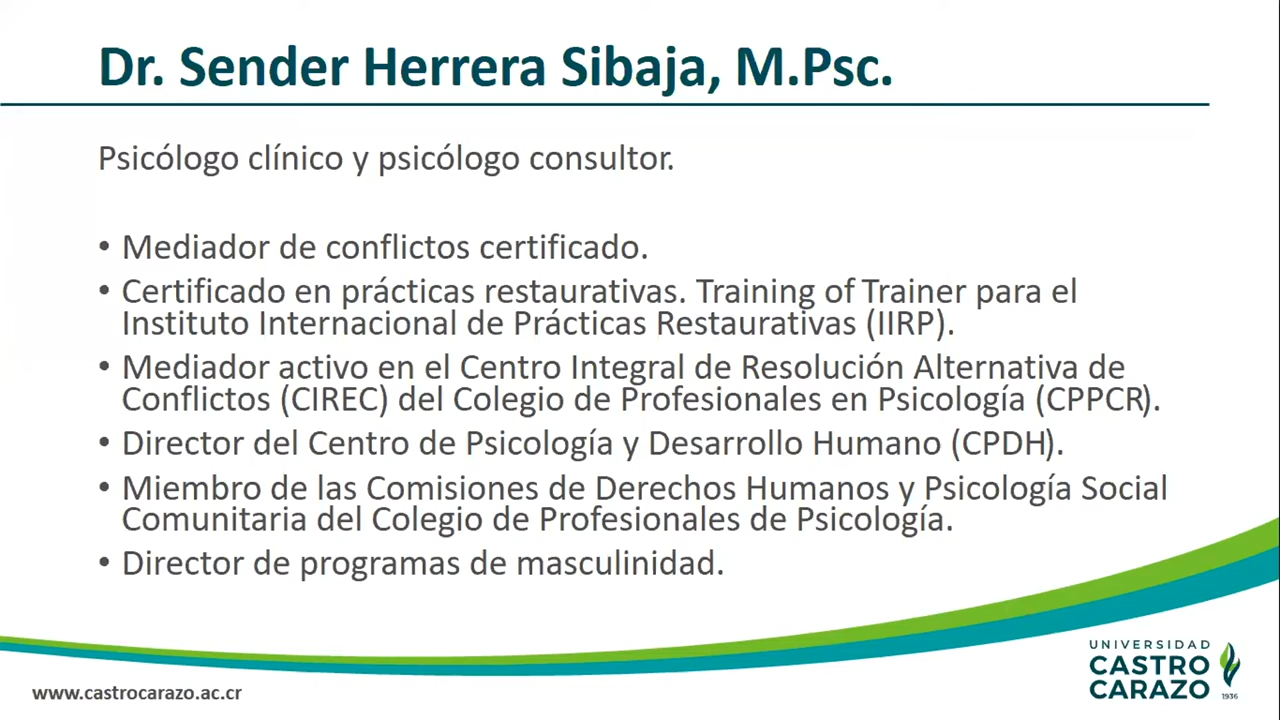 Dr. Sender Herrera Sibaja, M.Psc.
Psicólogo clínico y psicólogo consultor.
• Mediador de conflictos certificado.
• Certificado en prácticas restaurativas. Training of Trainer para el
Instituto Internacional de Prácticas Restaurativas (IIRP).
• Mediador activo en el Centro Integral de Resolución Alternativa de
Conflictos (CIREC) del Colegio de Profesionales en Psicología (CPPCR).
• Director del Centro de Psicología y Desarrollo Humano (CPDH).
• Miembro de las Comisiones de Derechos Humanos y Psicología Social
Comunitaria del Colegio de Profesionales de Psicología.
• Director de programas de masculinidad.
www.castrocarazo.ac.cr
UNIVERSIDAD
CASTRO
CARAZO
1936